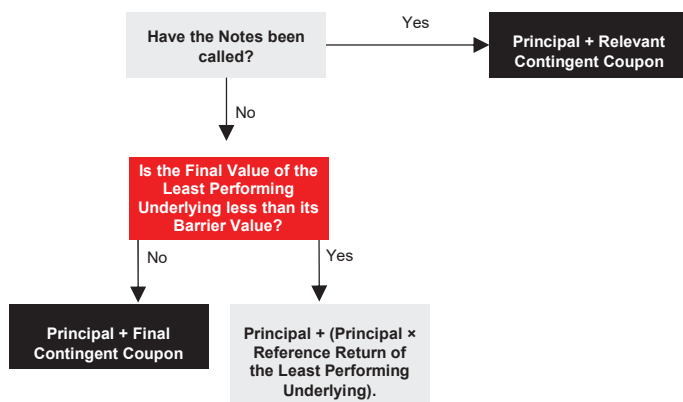 Have the Notes been
called?
Yes
Principal + Relevant
Contingent Coupon
No
Is the Final Value of the
Least Performing
Underlying less than its
Barrier Value?
No
Yes
Principal + Final
Contingent Coupon
Principal + (Principal ×
Reference Return of
the Least Performing
Underlying).